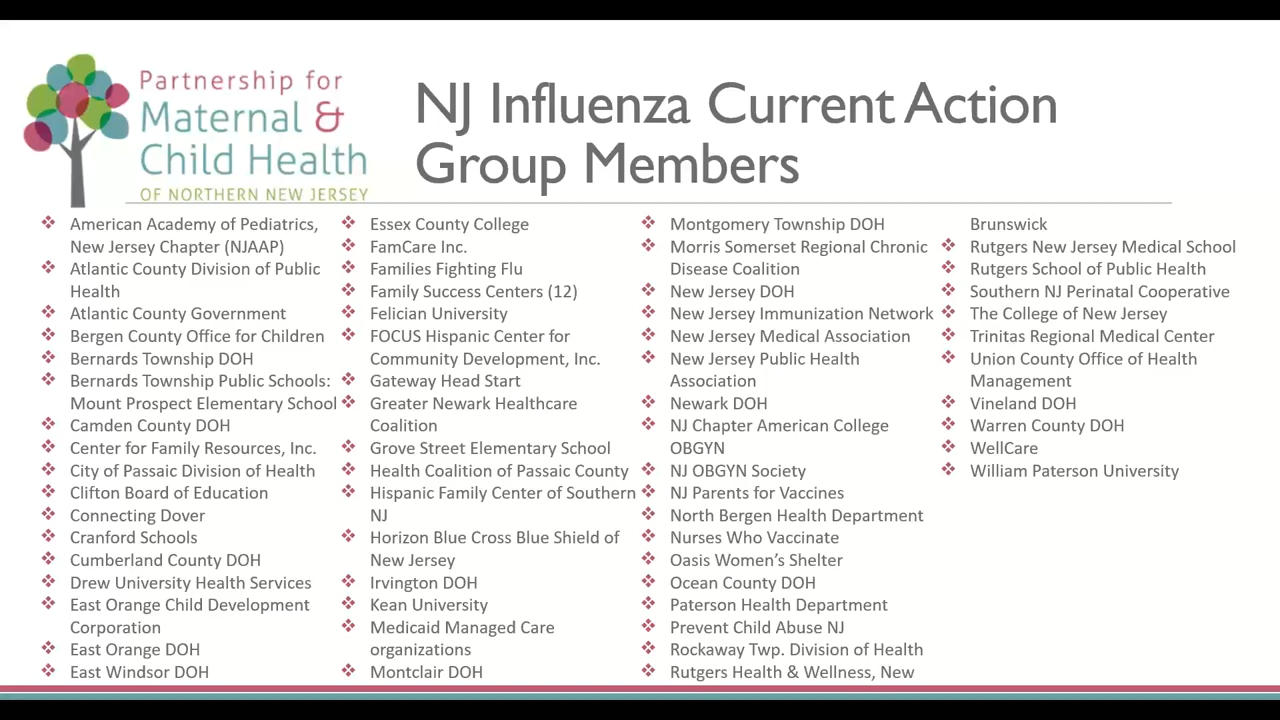 Partnership for
Maternal &
Child Health
OF NORTHERN NEW JERSEY
NJ Influenza Current Action
Group Members
American Academy of Pediatrics,
New Jersey Chapter (NJAAP)
Atlantic County Division of Public
Health
Atlantic County Government
Bergen County Office for Children
Bernards Township DOH
Bernards Township Public Schools:
Mount Prospect Elementary School
Camden County DOH
Center for Family Resources, Inc.
City of Passaic Division of Health
Clifton Board of Education
Connecting Dover
Cranford Schools
Cumberland County DOH
Drew University Health Services
East Orange Child Development
Corporation
East Orange DOH
East Windsor DOH
Essex County College
FamCare Inc.
Families Fighting Flu
Family Success Centers (12)
Felician University
FOCUS Hispanic Center for
Community Development, Inc.
Gateway Head Start
Greater Newark Healthcare
Coalition
Grove Street Elementary School
Health Coalition of Passaic County
Hispanic Family Center of Southern
NJ
Horizon Blue Cross Blue Shield of
New Jersey
Irvington DOH
Kean University
Medicaid Managed Care
organizations
Montclair DOH
Montgomery Township DOH
Morris Somerset Regional Chronic
Disease Coalition
New Jersey DOH
New Jersey Immunization Network
New Jersey Medical Association
New Jersey Public Health
Association
Newark DOH
NJ Chapter American College
OBGYN
NJ OBGYN Society
NJ Parents for Vaccines
North Bergen Health Department
Nurses Who Vaccinate
Oasis Women’s Shelter
Ocean County DOH
Paterson Health Department
Prevent Child Abuse NJ
Rockaway Twp. Division of Health
Rutgers Health & Wellness, New
Brunswick
Rutgers New Jersey Medical School
Rutgers School of Public Health
Southern NJ Perinatal Cooperative
The College of New Jersey
Trinitas Regional Medical Center
Union County Office of Health
Management
Vineland DOH
Warren County DOH
WellCare
William Paterson University